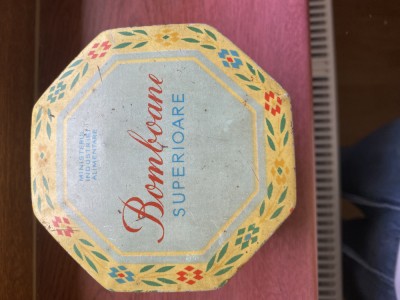 MINISTERUL
INDUSTRIEI
ALIMENTARE
Bomboane
SUPERIOARE